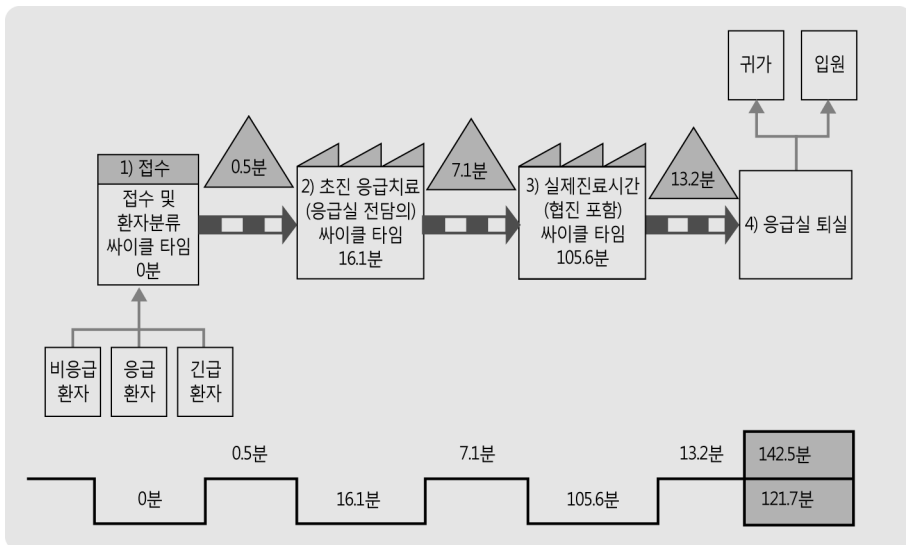 귀가
입원
1) 접수
접수 및
환자분류
싸이클 타임
0분
0.5분
2) 초진 응급치료
(응급실 전담의)
싸이클 타임
16.1분
7.1분
3) 실제진료시간
(협진 포함)
싸이클 타임
105.6분
13.2분
4) 응급실 퇴실
비응급
환자
응급
환자
긴급
환자
0.5분
7.1분
13.2분
142.5분
0분
16.1분
105.6분
121.7분